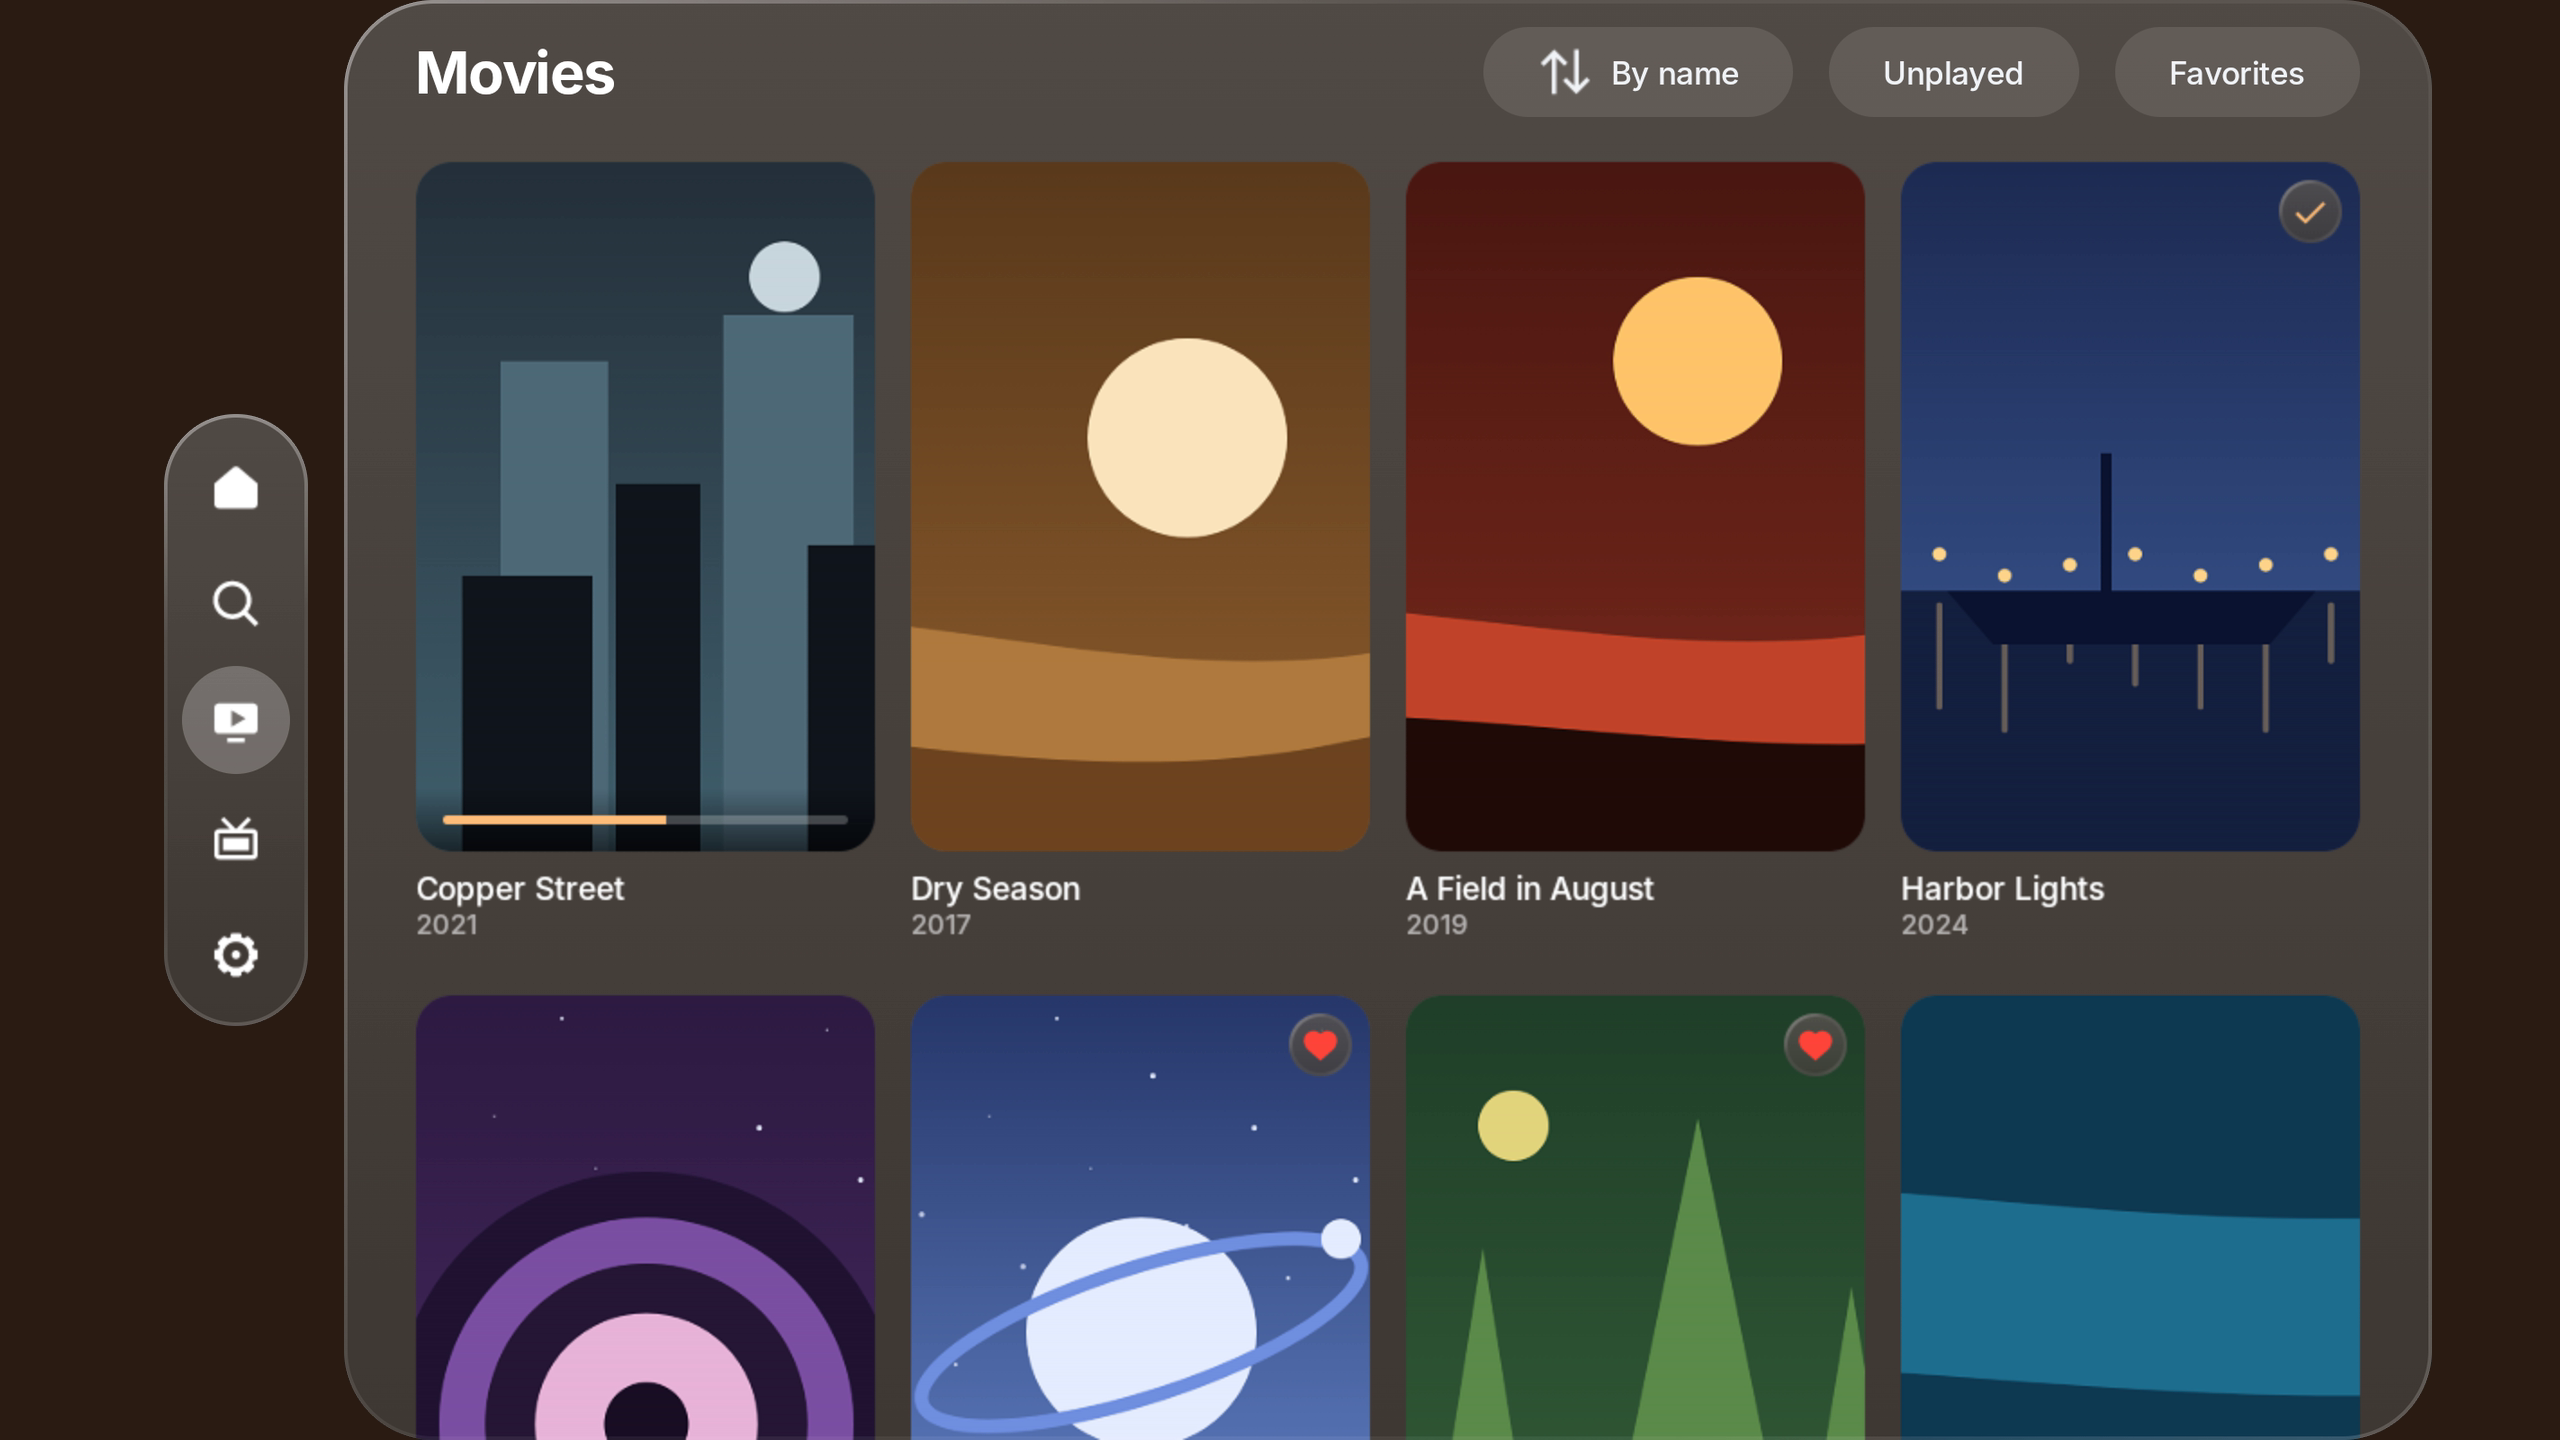 Movies
By name
Unplayed
Favorites
Copper Street
2021
Dry Season
2017
A Field in August
2019
Harbor Lights
2024